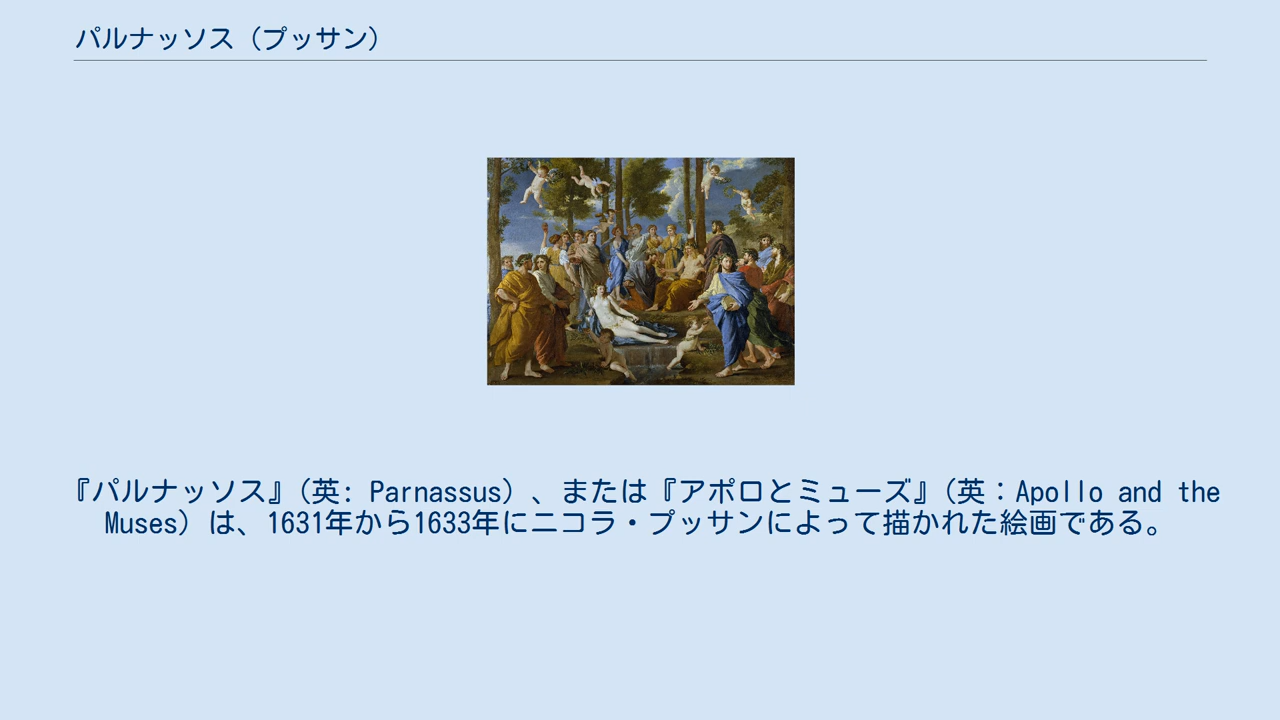 パルナッソス（プッサン）
『パルナッソス』（英: Parnassus）、または『アポロとミューズ』（英：Apollo and the
Muses）は、1631年から1633年にニコラ・プッサンによって描かれた絵画である。